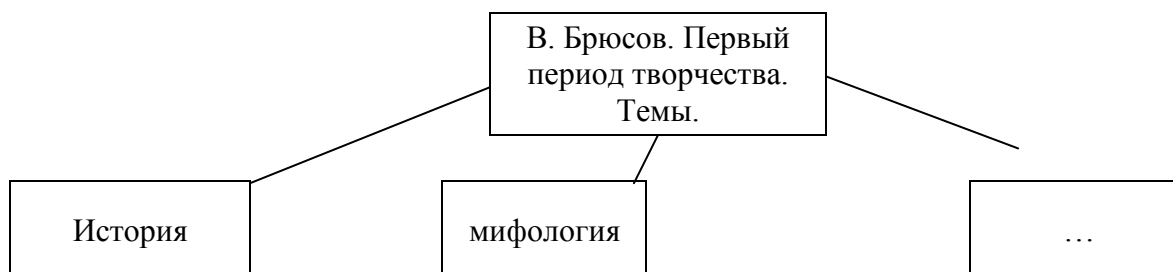 В. Брюсов. Первый
период творчества.
Темы.
История
мифология
…